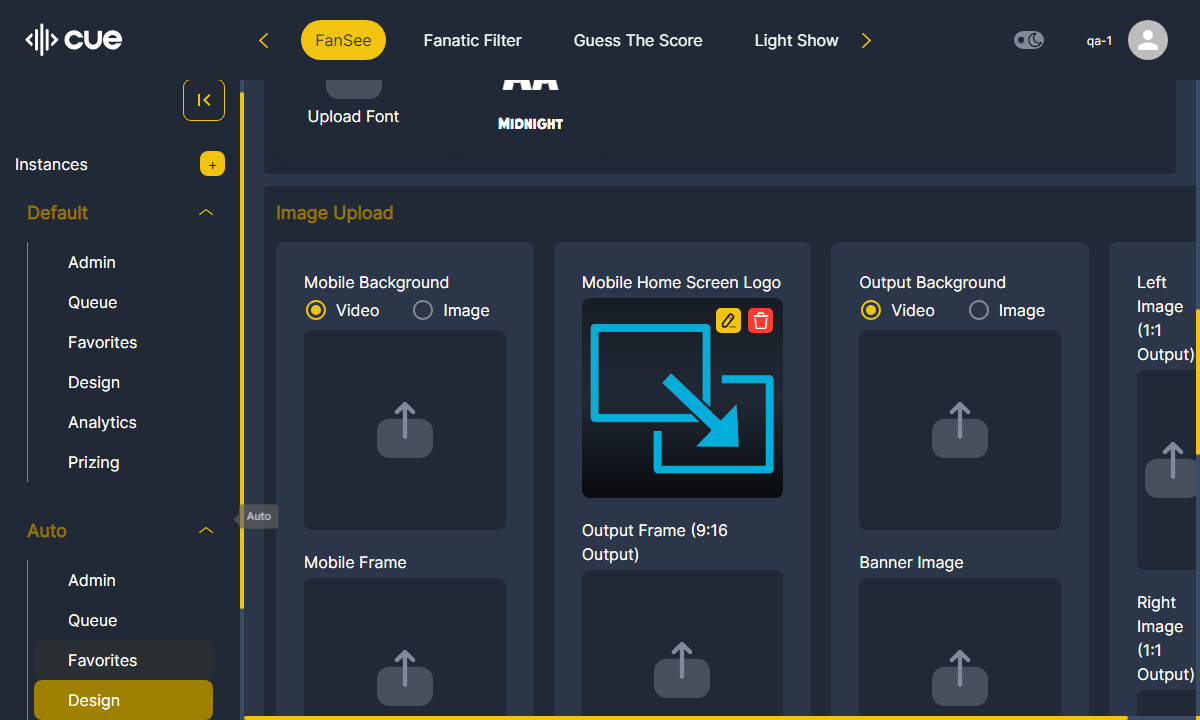 cue
FanSee
Fanatic Filter
Guess The Score
Light Show
qa-1
Instances
+
Default
Admin
Queue
Favorites
Design
Analytics
Prizing
Auto
Admin
Queue
Favorites
Design
Auto
Upload Font
MIDNIGHT
Image Upload
Mobile Background
Video
Image
Mobile Frame
Mobile Home Screen Logo
Output Frame (9:16
Output)
Output Background
Video
Image
Banner Image
Left
Image
(1:1
Output)
Right
Image
(1:1
Output)